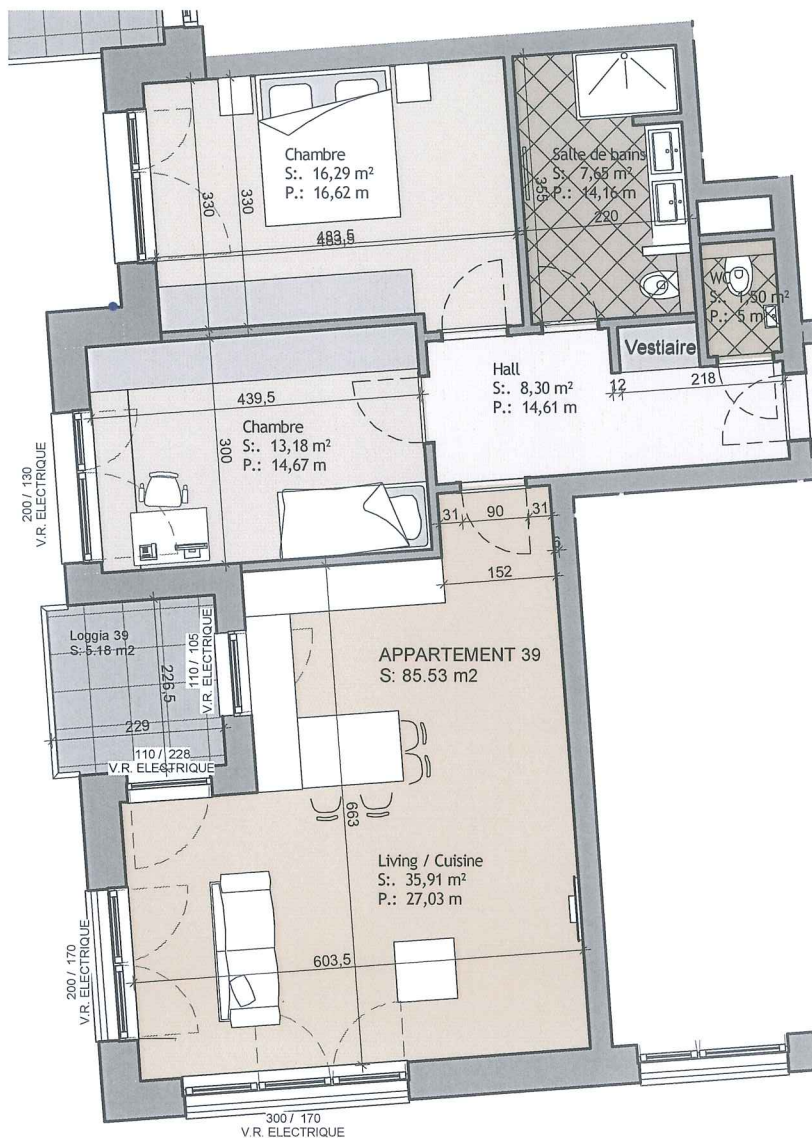 Chambre
S:. 16,29 m²
P.: 16,62 m
330
330
483,5
483,5
Salle de bains
S: 7,65 m²
P.: 14,16 m
355
220
WC
S:. 1,50 m²
P.: 5 m
Vestiaire
Hall
S:. 8,30 m²
P.: 14,61 m
12
218
439,5
Chambre
S:. 13,18 m²
P.: 14,67 m
300
200 / 130
V.R. ELECTRIQUE
31
90
31
6
152
Loggia 39
S: 5.18 m2
226,5
229
110 / 105
V.R. ELECTRIQUE
110 / 228
V.R. ELECTRIQUE
APPARTEMENT 39
S: 85.53 m2
663
Living / Cuisine
S:. 35,91 m²
P.: 27,03 m
603,5
200 / 170
V.R. ELECTRIQUE
300 / 170
V.R. ELECTRIQUE